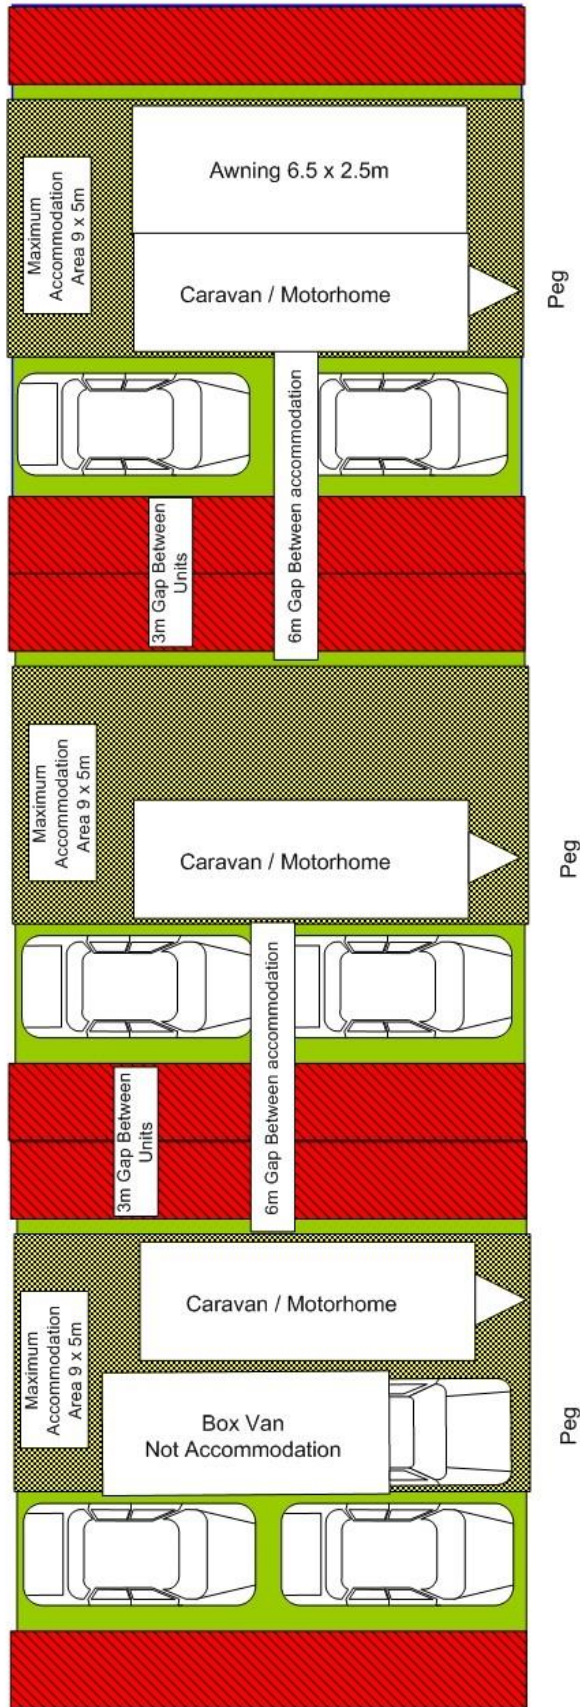 Awning 6.5 x 2.5m
Maximum
Accommodation
Area 9 x 5m
Caravan / Motorhome
Peg
3m Gap Between
Units
6m Gap Between accommodation
Maximum
Accommodation
Area 9 x 5m
Caravan / Motorhome
Peg
3m Gap Between
Units
6m Gap Between accommodation
Caravan / Motorhome
Maximum
Accommodation
Area 9 x 5m
Box Van
Not Accommodation
Peg